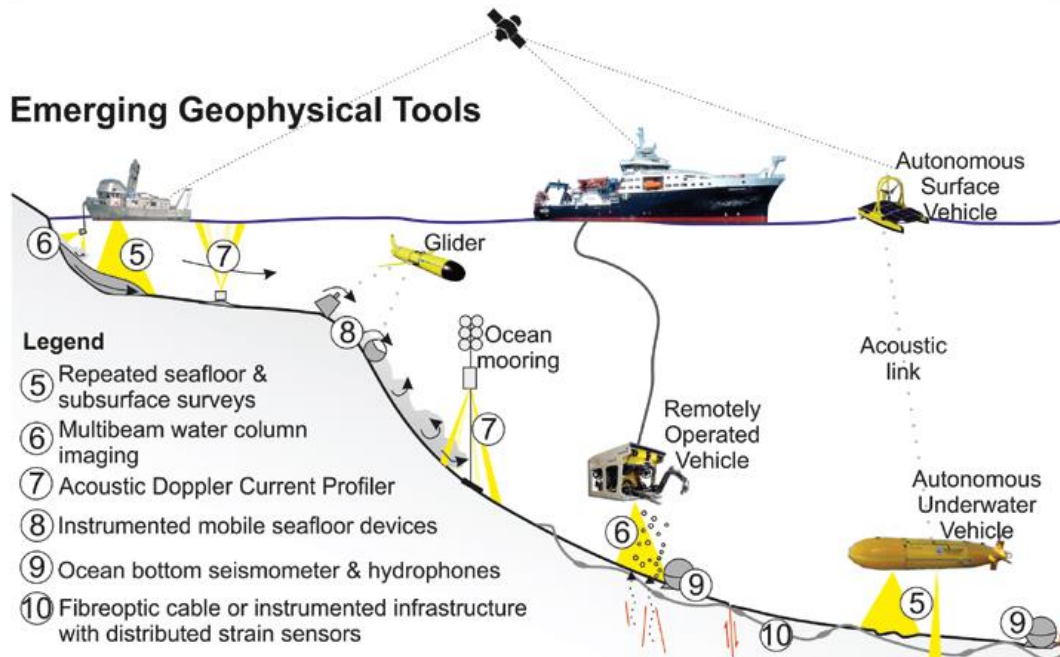 Emerging Geophysical Tools
Autonomous
Surface
Vehicle
6
5
7
Glider
8
Ocean
mooring
7
Acoustic
link
Remotely
Operated
Vehicle
Autonomous
Underwater
Vehicle
6
9
10
5
9
Legend
5 Repeated seafloor &
subsurface surveys
6 Multibeam water column
imaging
7 Acoustic Doppler Current Profiler
8 Instrumented mobile seafloor devices
9 Ocean bottom seismometer & hydrophones
10 Fibreoptic cable or instrumented infrastructure
with distributed strain sensors